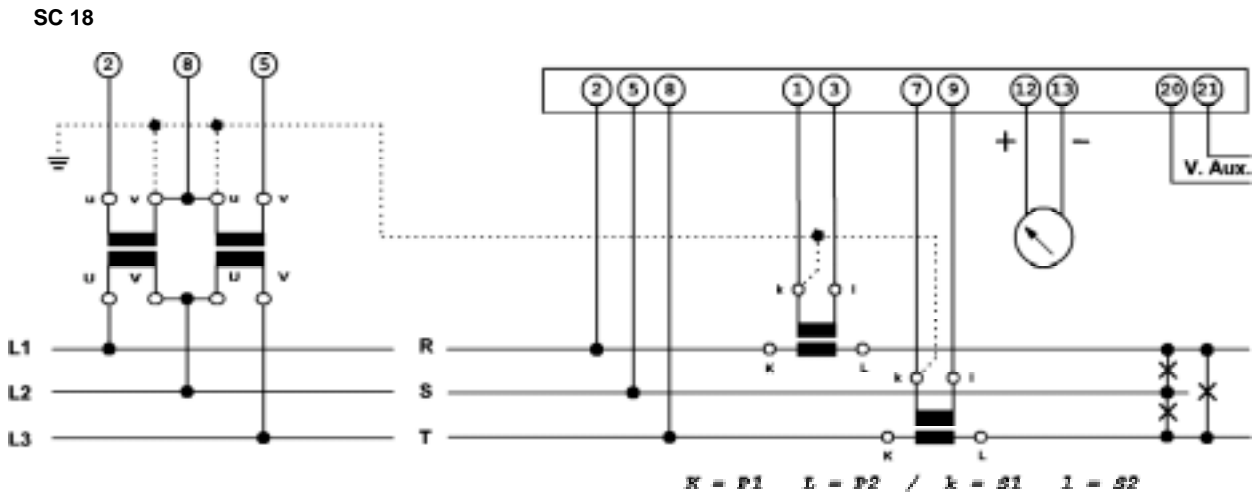 SC 18
2 8 5
2 5 8 1 3 7 9 12 13 20 21
+ -
V. Aux.
u v u v
U V U V
k l
K L
k l
K L
L1 R
L2 S
L3 T
K = P1 L = P2 / k = S1 l = S2